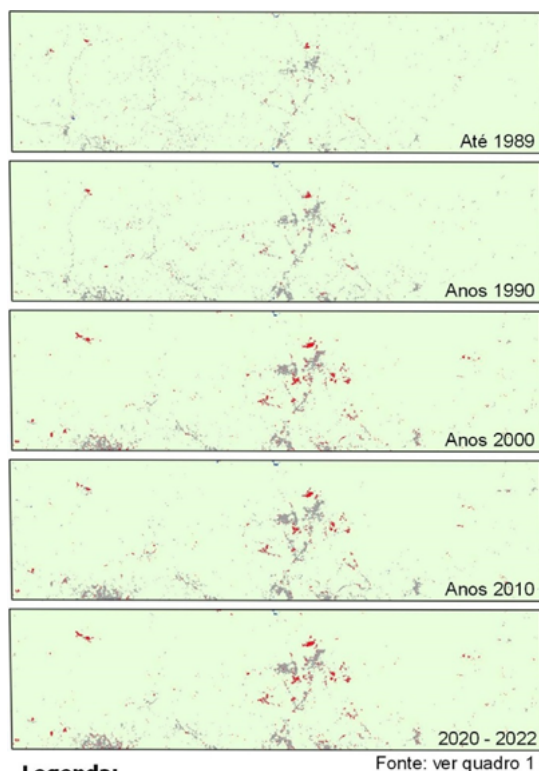 Até 1989
Anos 1990
Anos 2000
Anos 2010
2020 - 2022
Fonte: ver quadro 1
Legenda: